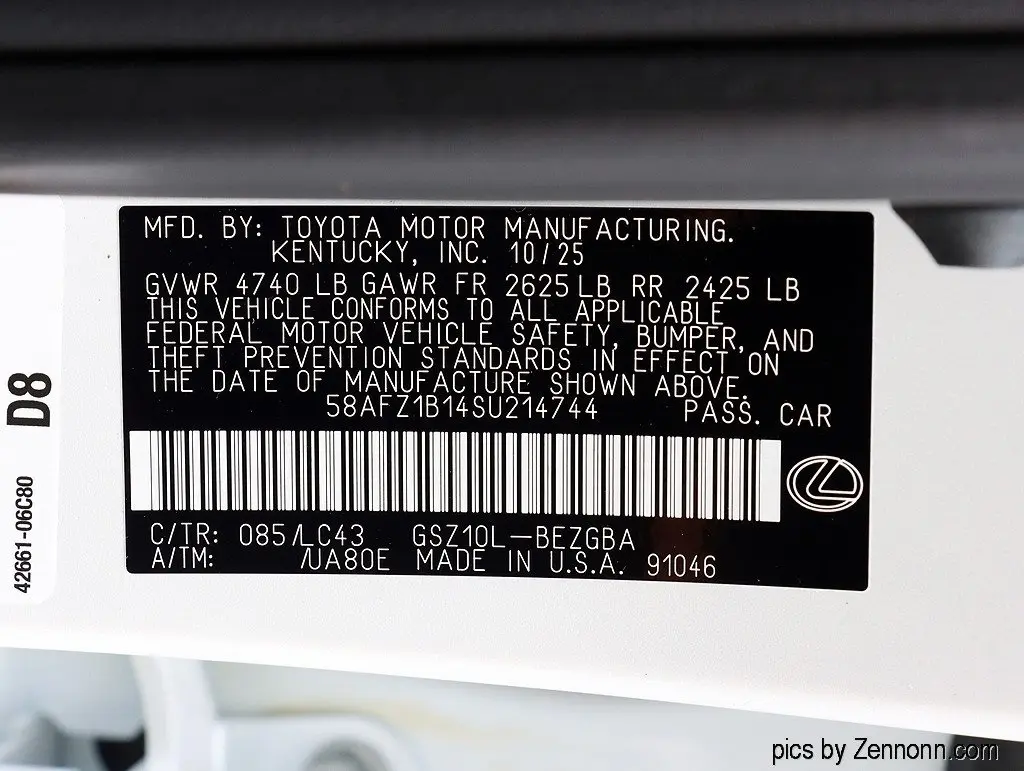 MFD. BY: TOYOTA MOTOR MANUFACTURING.
KENTUCKY, INC. 10/25
GVWR 4740 LB GAWR FR 2625 LB RR 2425 LB
THIS VEHICLE CONFORMS TO ALL APPLICABLE
FEDERAL MOTOR VEHICLE SAFETY, BUMPER, AND
THEFT PREVENTION STANDARDS IN EFFECT ON
THE DATE OF MANUFACTURE SHOWN ABOVE.
58AFZ1B14SU214744 PASS. CAR
C/TR: 085/LC43 GSZ10L-BEZGBA
A/TM: /UA80E MADE IN U.S.A. 91046
D8
42661-06C80
pics by Zennonn.com